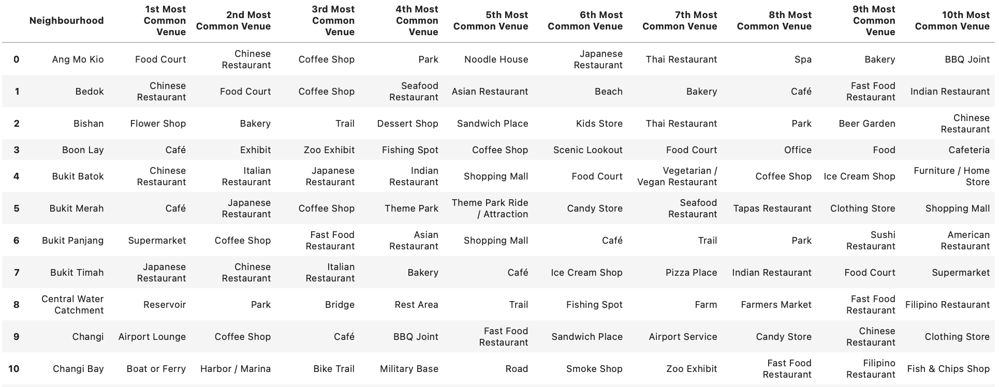 Neighbourhood 1st Most Common Venue 2nd Most Common Venue 3rd Most Common Venue 4th Most Common Venue 5th Most Common Venue 6th Most Common Venue 7th Most Common Venue 8th Most Common Venue 9th Most Common Venue 10th Most Common Venue
0 Ang Mo Kio Food Court Chinese Restaurant Coffee Shop Park Noodle House Japanese Restaurant Thai Restaurant Spa Bakery BBQ Joint
1 Bedok Chinese Restaurant Food Court Coffee Shop Seafood Restaurant Asian Restaurant Beach Bakery Café Fast Food Restaurant Indian Restaurant
2 Bishan Flower Shop Bakery Trail Dessert Shop Sandwich Place Kids Store Thai Restaurant Park Beer Garden Chinese Restaurant
3 Boon Lay Café Exhibit Zoo Exhibit Fishing Spot Coffee Shop Scenic Lookout Food Court Office Food Cafeteria
4 Bukit Batok Chinese Restaurant Italian Restaurant Japanese Restaurant Indian Restaurant Shopping Mall Food Court Vegetarian / Vegan Restaurant Coffee Shop Ice Cream Shop Furniture / Home Store
5 Bukit Merah Café Japanese Restaurant Coffee Shop Theme Park Theme Park Ride / Attraction Candy Store Seafood Restaurant Tapas Restaurant Clothing Store Shopping Mall
6 Bukit Panjang Supermarket Coffee Shop Fast Food Restaurant Asian Restaurant Shopping Mall Café Trail Park Sushi Restaurant American Restaurant
7 Bukit Timah Japanese Restaurant Chinese Restaurant Italian Restaurant Bakery Café Ice Cream Shop Pizza Place Indian Restaurant Food Court Supermarket
8 Central Water Catchment Reservoir Park Bridge Rest Area Trail Fishing Spot Farm Farmers Market Fast Food Restaurant Filipino Restaurant
9 Changi Airport Lounge Coffee Shop Café BBQ Joint Fast Food Restaurant Sandwich Place Airport Service Candy Store Chinese Restaurant Clothing Store
10 Changi Bay Boat or Ferry Harbor / Marina Bike Trail Military Base Road Smoke Shop Zoo Exhibit Fast Food Restaurant Filipino Restaurant Fish & Chips Shop